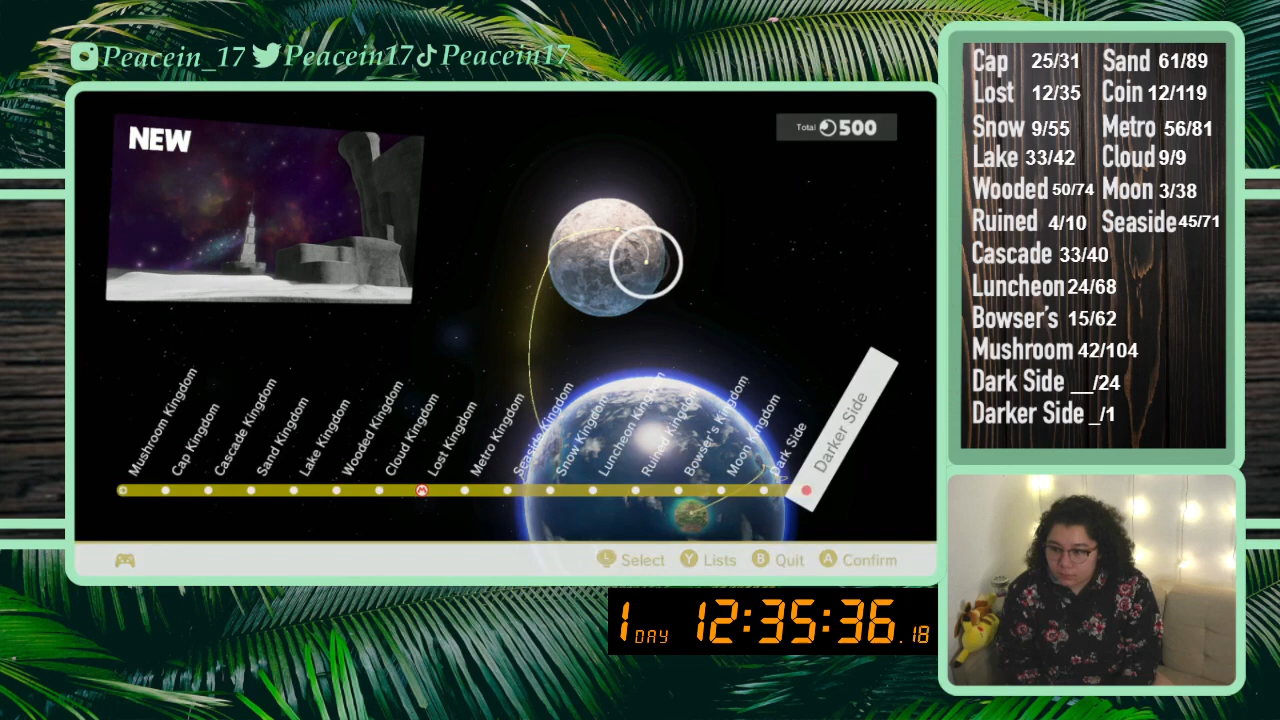 Peacein_17 Peacein17 Peacein17
NEW
Total 500
Mushroom Kingdom
Cap Kingdom
Cascade Kingdom
Sand Kingdom
Lake Kingdom
Wooded Kingdom
Cloud Kingdom
Lost Kingdom
Metro Kingdom
Seaside Kingdom
Snow Kingdom
Luncheon Kingdom
Ruined Kingdom
Bowser's Kingdom
Moon Kingdom
Dark Side
Darker Side
L Select Y Lists B Quit A Confirm
1 DAY 12:35:36.18
Cap 25/31 Sand 61/89
Lost 12/35 Coin 12/119
Snow 9/55 Metro 56/81
Lake 33/42 Cloud 9/9
Wooded 50/74 Moon 3/38
Ruined 4/10 Seaside 45/71
Cascade 33/40
Luncheon 24/68
Bowser's 15/62
Mushroom 42/104
Dark Side __/24
Darker Side _/1